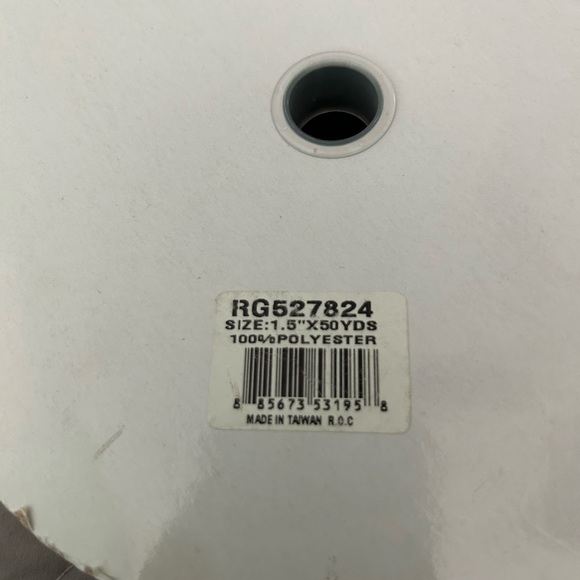 RG527824
SIZE:1.5"X50YDS
100%POLYESTER
8 85673 53195 8
MADE IN TAIWAN R.O.C